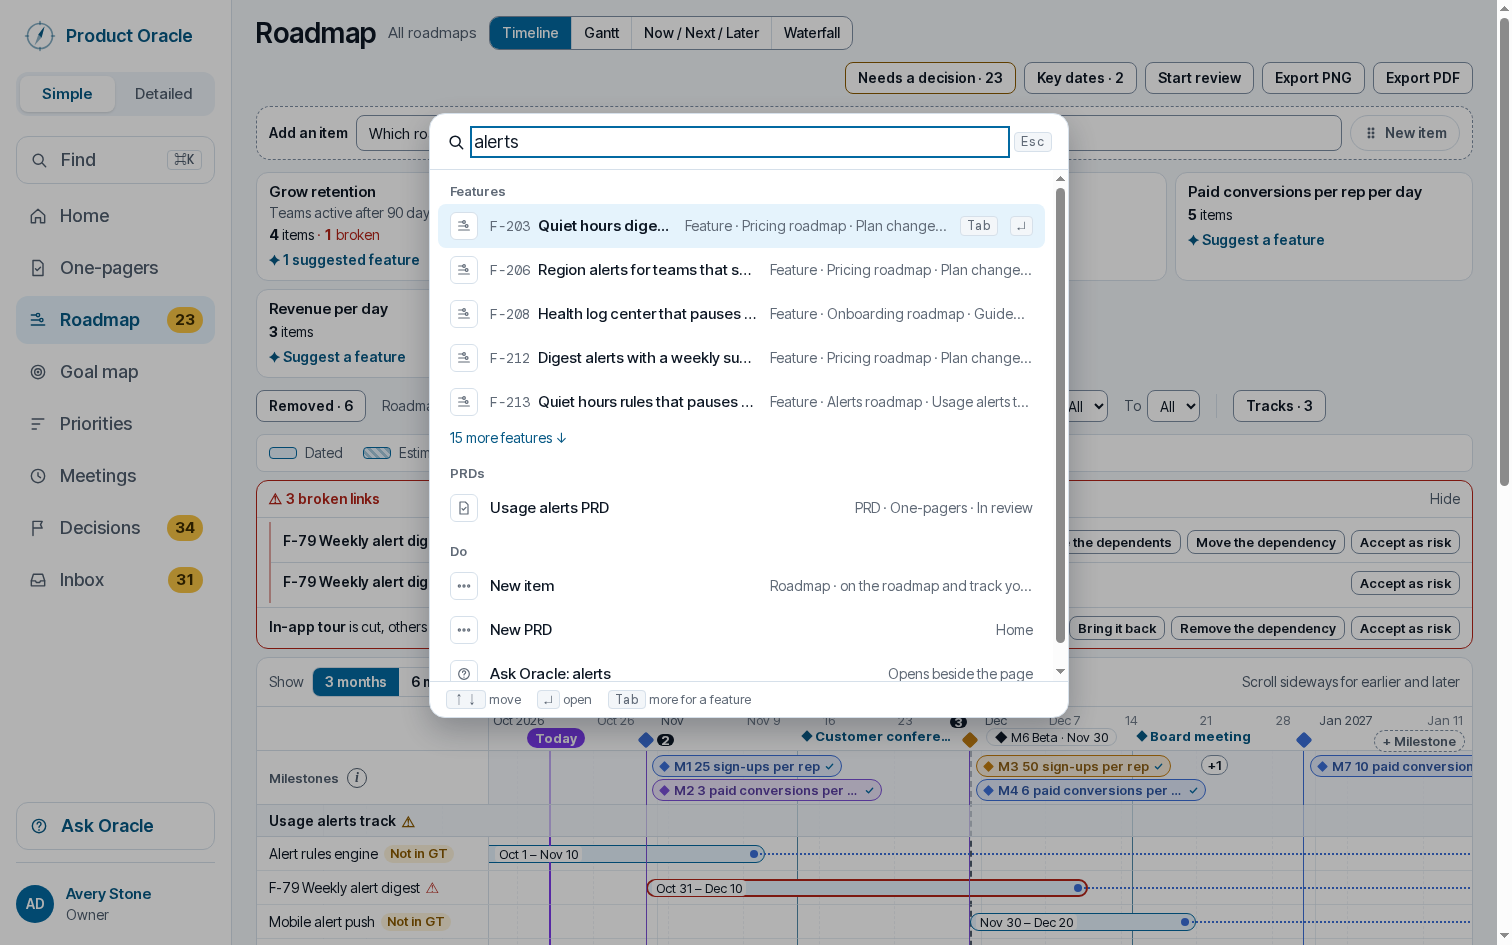 Product Oracle
Simple
Detailed
Find
⌘K
Home
One-pagers
Roadmap
23
Goal map
Priorities
Meetings
Decisions
34
Inbox
31
Ask Oracle
AD
Avery Stone
Owner
Roadmap
All roadmaps
Timeline
Gantt
Now / Next / Later
Waterfall
Needs a decision · 23
Key dates · 2
Start review
Export PNG
Export PDF
Add an item
Which ro
New item
Grow retention
Teams active after 90 day
4 items · 1 broken
1 suggested feature
Paid conversions per rep per day
5 items
Suggest a feature
Revenue per day
3 items
Suggest a feature
Removed · 6
Roadma
All
To
All
Tracks · 3
Dated
Estim
3 broken links
Hide
F-79 Weekly alert dig
the dependents
Move the dependency
Accept as risk
F-79 Weekly alert dig
Accept as risk
In-app tour is cut, others
Bring it back
Remove the dependency
Accept as risk
Show
3 months
6 m
Scroll sideways for earlier and later
alerts
Esc
Features
F-203 Quiet hours dige... Feature · Pricing roadmap · Plan change... Tab ↵
F-206 Region alerts for teams that s... Feature · Pricing roadmap · Plan change...
F-208 Health log center that pauses ... Feature · Onboarding roadmap · Guide...
F-212 Digest alerts with a weekly su... Feature · Pricing roadmap · Plan change...
F-213 Quiet hours rules that pauses ... Feature · Alerts roadmap · Usage alerts t...
15 more features ↓
PRDs
Usage alerts PRD PRD · One-pagers · In review
Do
New item Roadmap · on the roadmap and track yo...
New PRD Home
Ask Oracle: alerts Opens beside the page
↑↓ move ↵ open Tab more for a feature
Oct 2026 Oct 26 Nov Nov 9 16 23 3 Dec Dec 7 14 21 28 Jan 2027 Jan 11
Today 2 Customer confere... M6 Beta · Nov 30 Board meeting + Milestone
Milestones i
M1 25 sign-ups per rep ✓ M3 50 sign-ups per rep ✓ +1 M7 10 paid conversion
M2 3 paid conversions per ... ✓ M4 6 paid conversions per ... ✓
Usage alerts track
Alert rules engine Not in GT Oct 1 – Nov 10
F-79 Weekly alert digest Oct 31 – Dec 10
Mobile alert push Not in GT Nov 30 – Dec 20